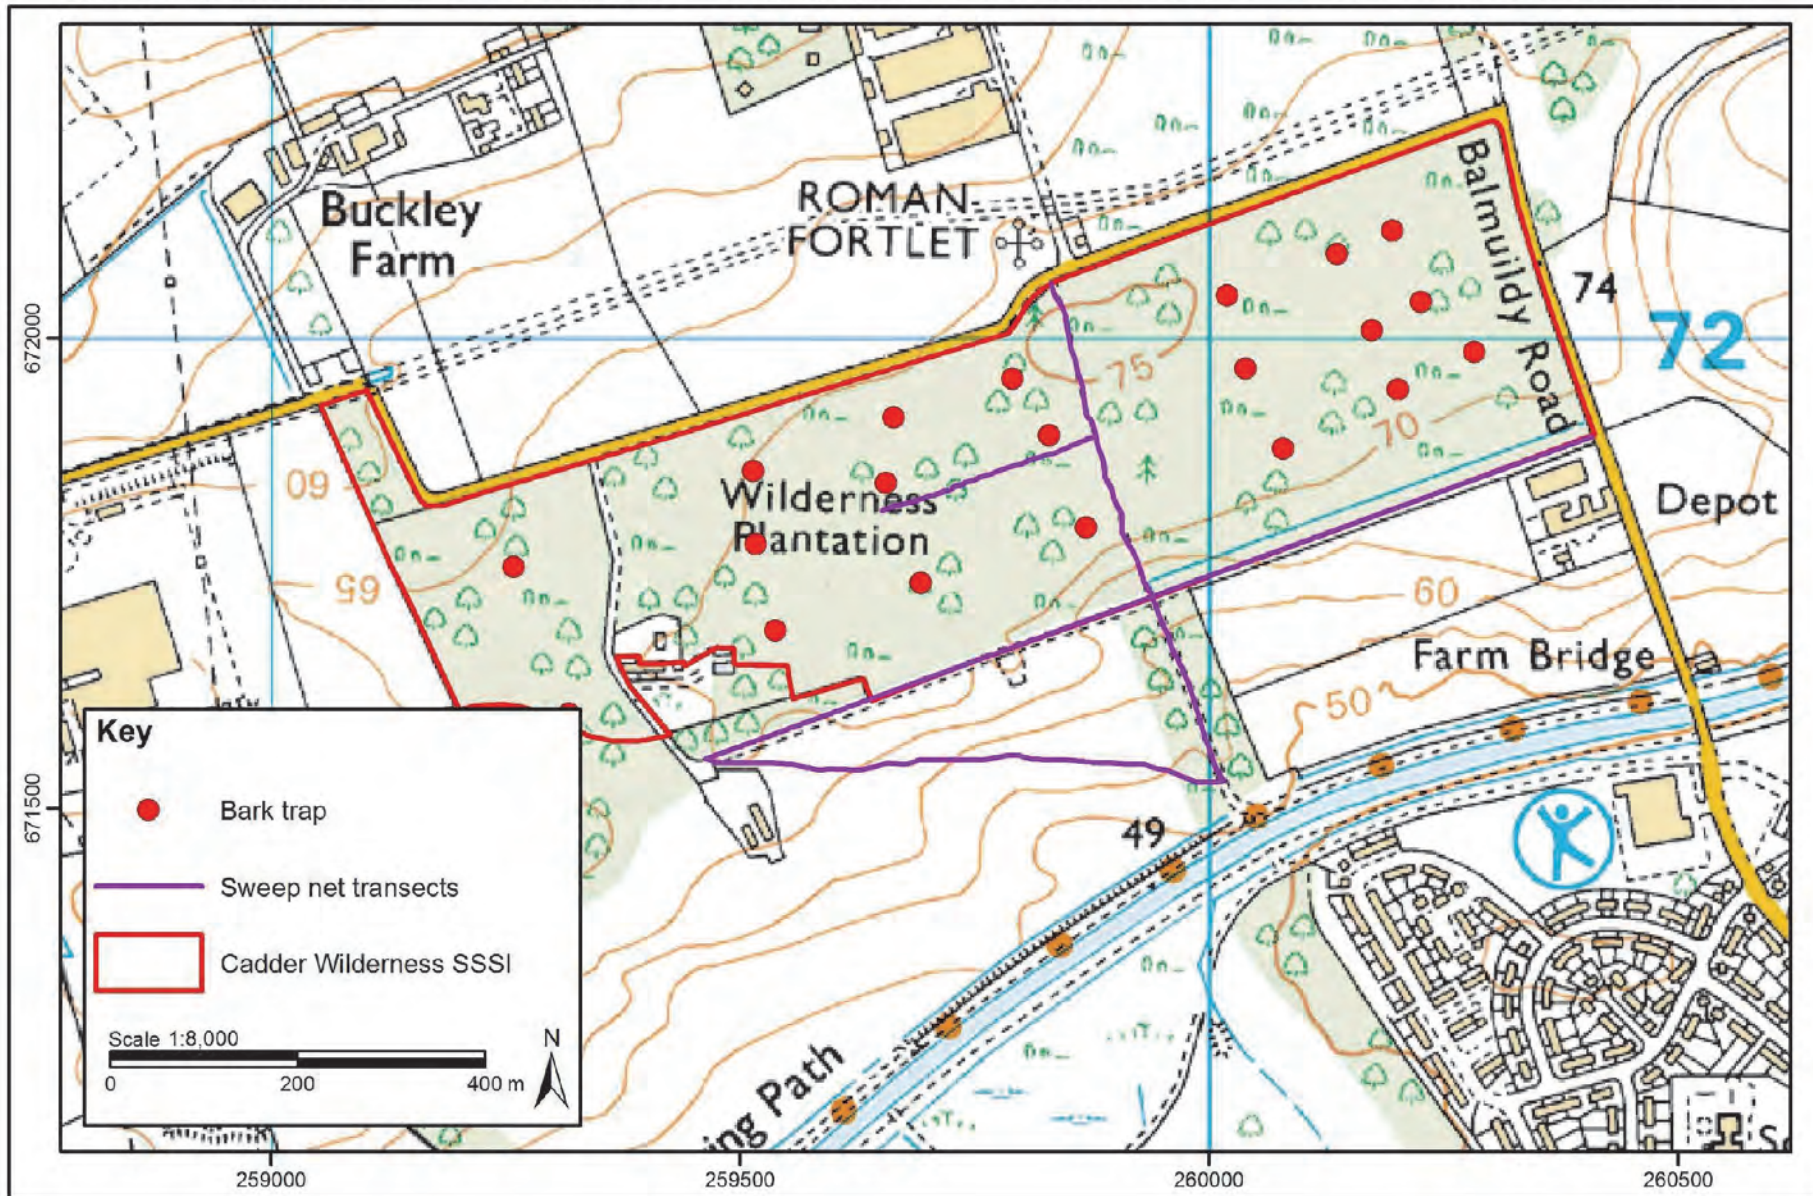 Buckley
Farm
ROMAN
FORTLET
Balmuildy Road
74
72
672000
75
70
60
65
Wilderness
Plantation
Depot
60
Farm Bridge
50
49
671500
ing Path
Key
Bark trap
Sweep net transects
Cadder Wilderness SSSI
Scale 1:8,000
N
0 200 400 m
259000 259500 260000 260500